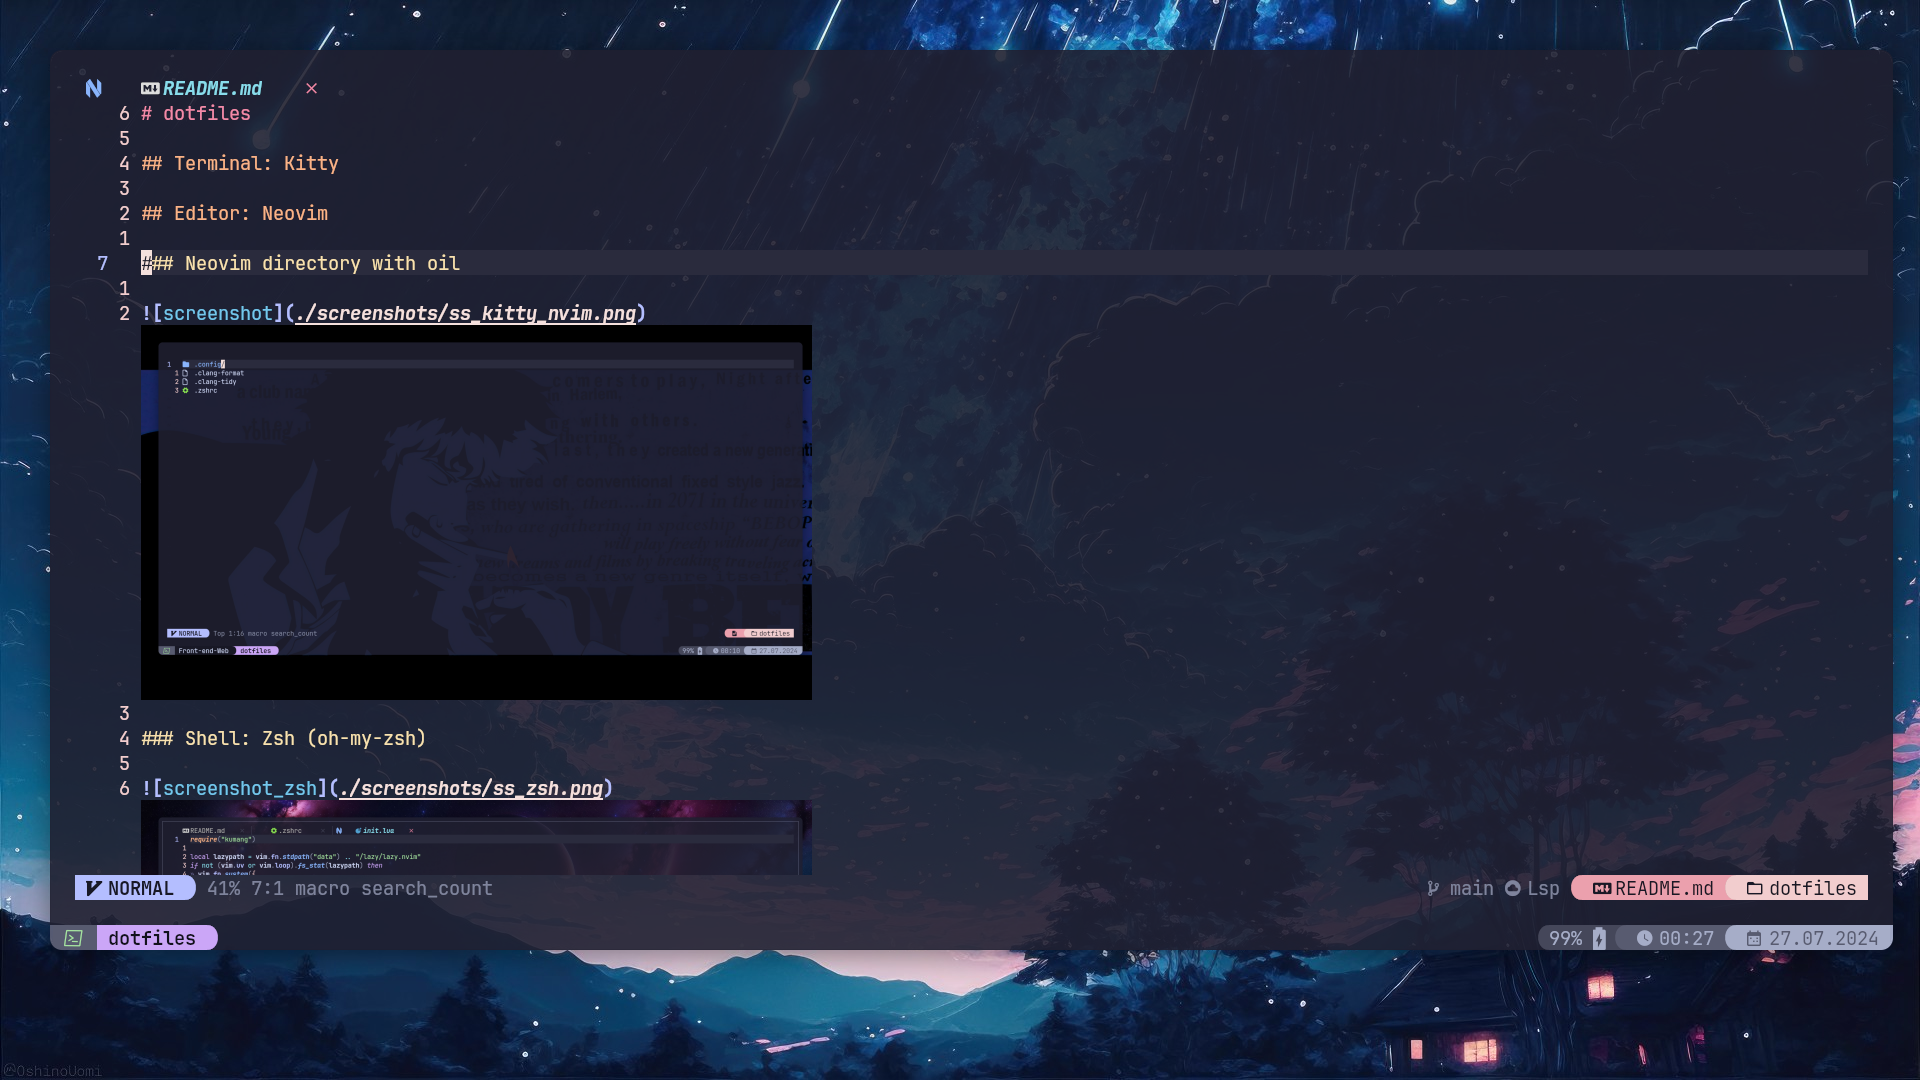 README.md ×
6 # dotfiles
5
4 ## Terminal: Kitty
3
2 ## Editor: Neovim
1
7 ### Neovim directory with oil
1
2 ![screenshot](./screenshots/ss_kitty_nvim.png)
1 .config/
1 .clang-format
2 .clang-tidy
3 .zshrc
NORMAL Top 1:16 macro search_count dotfiles
Front-end-Web dotfiles 99% 00:10 27.07.2024
3
4 ### Shell: Zsh (oh-my-zsh)
5
6 ![screenshot_zsh](./screenshots/ss_zsh.png)
README.md .zshrc init.lua ×
1 require("kumang")
1
2 local lazypath = vim.fn.stdpath("data") .. "/lazy/lazy.nvim"
3 if not (vim.uv or vim.loop).fs_stat(lazypath) then
NORMAL 41% 7:1 macro search_count main Lsp README.md dotfiles
dotfiles 99% 00:27 27.07.2024
@OshinoUomi